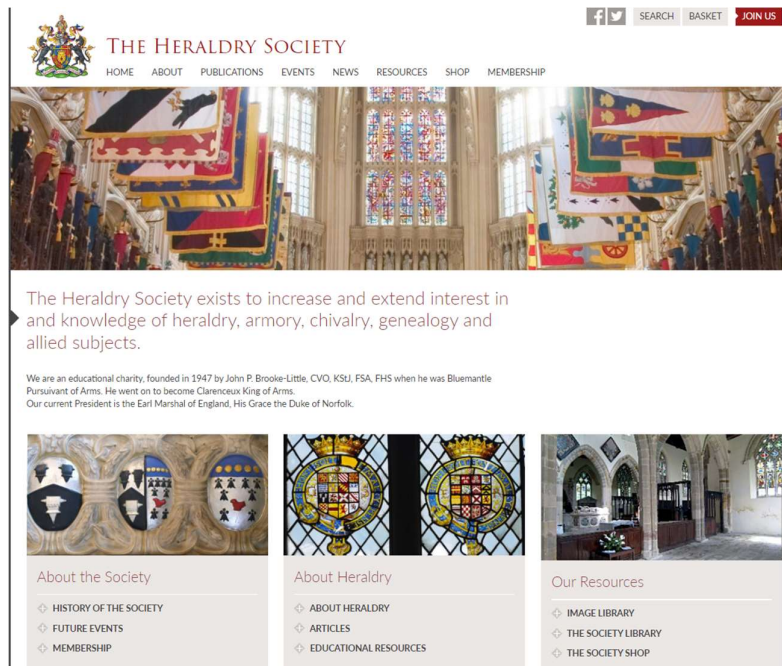 SEARCH BASKET JOIN US
THE HERALDRY SOCIETY
HOME ABOUT PUBLICATIONS EVENTS NEWS RESOURCES SHOP MEMBERSHIP
The Heraldry Society exists to increase and extend interest in
and knowledge of heraldry, armory, chivalry, genealogy and
allied subjects.
We are an educational charity, founded in 1947 by John P. Brooke-Little, CVO, KStJ, FSA, FHS when he was Bluemantle
Pursuivant of Arms. He went on to become Clarenceux King of Arms.
Our current President is the Earl Marshal of England, His Grace the Duke of Norfolk.
About the Society
HISTORY OF THE SOCIETY
FUTURE EVENTS
MEMBERSHIP
About Heraldry
ABOUT HERALDRY
ARTICLES
EDUCATIONAL RESOURCES
Our Resources
IMAGE LIBRARY
THE SOCIETY LIBRARY
THE SOCIETY SHOP